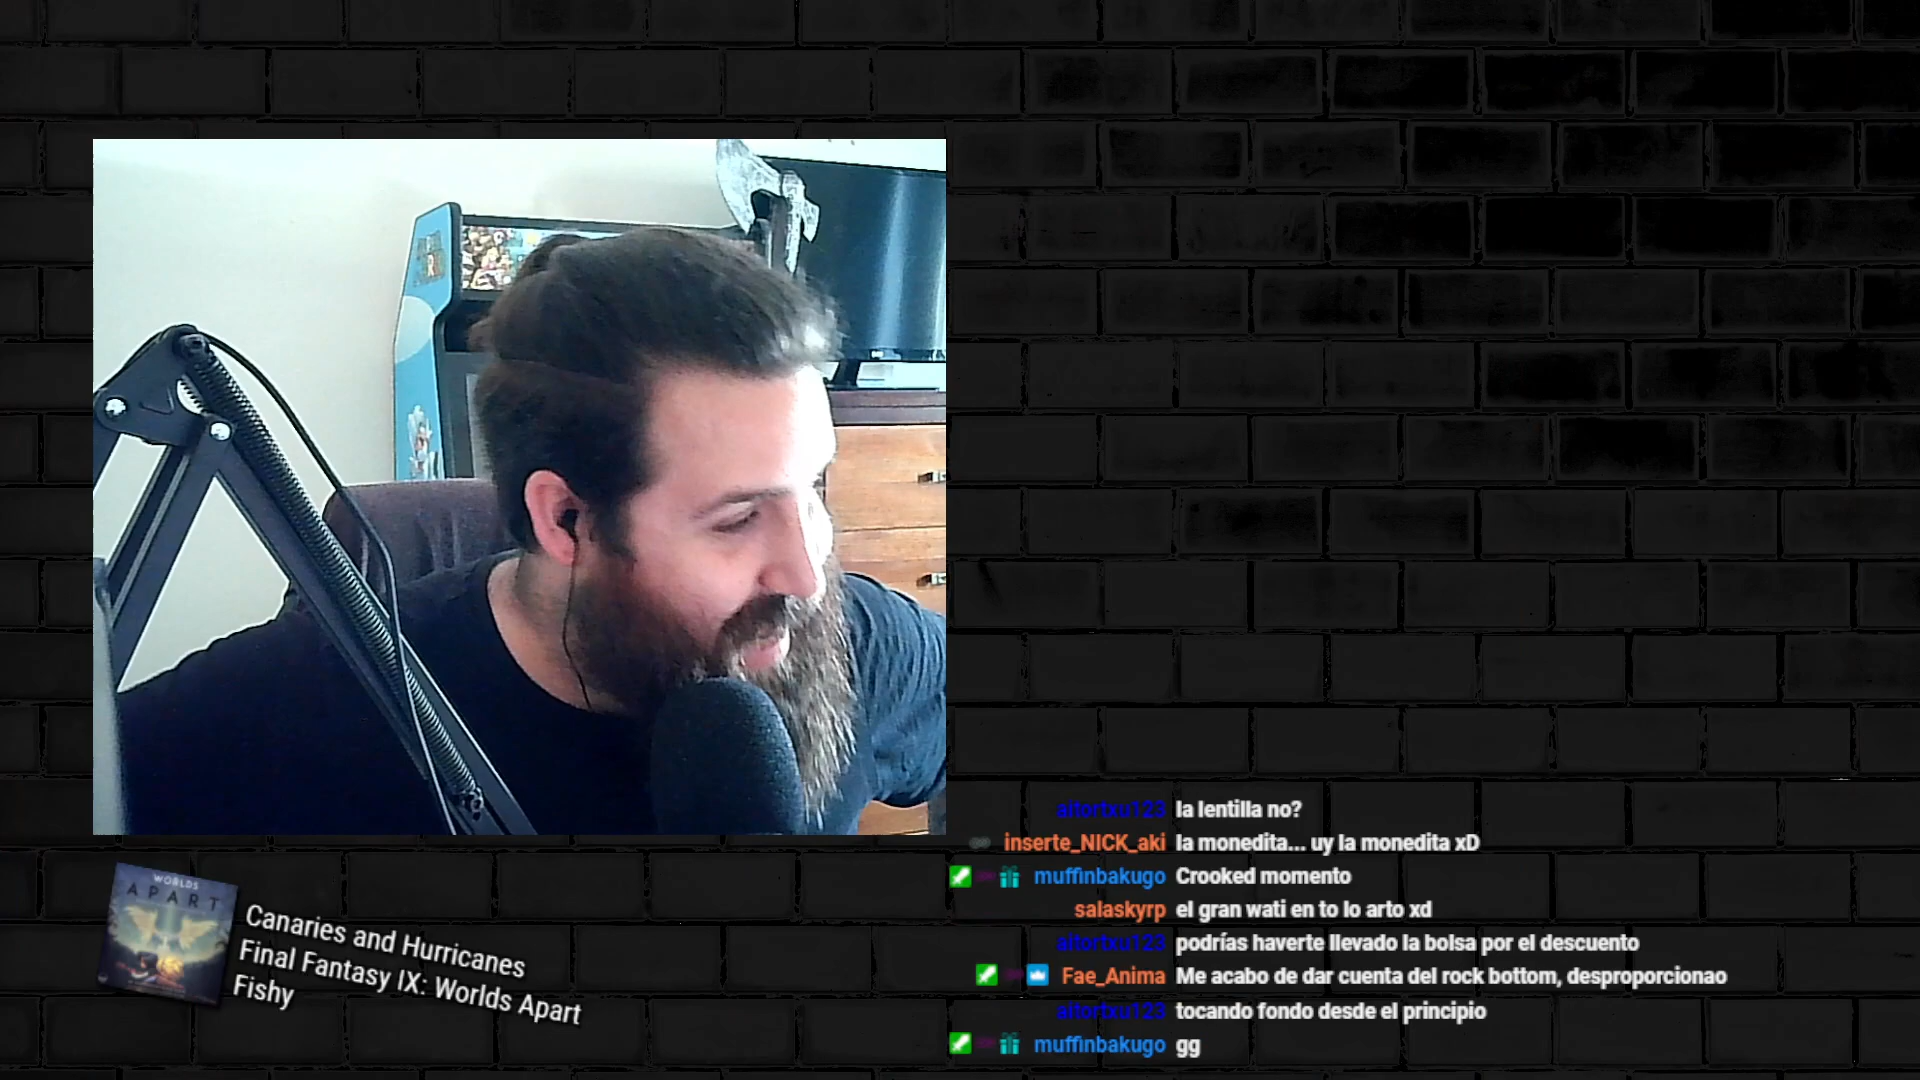 WORLDS
APART
Canaries and Hurricanes
Final Fantasy IX: Worlds Apart
Fishy
aitortxu123 la lentilla no?
inserte_NICK_aki la monedita... uy la monedita xD
muffinbakugo Crooked momento
salaskyrp el gran wati en to lo arto xd
aitortxu123 podrías haverte llevado la bolsa por el descuento
Fae_Anima Me acabo de dar cuenta del rock bottom, desproporcionao
aitortxu123 tocando fondo desde el principio
muffinbakugo gg